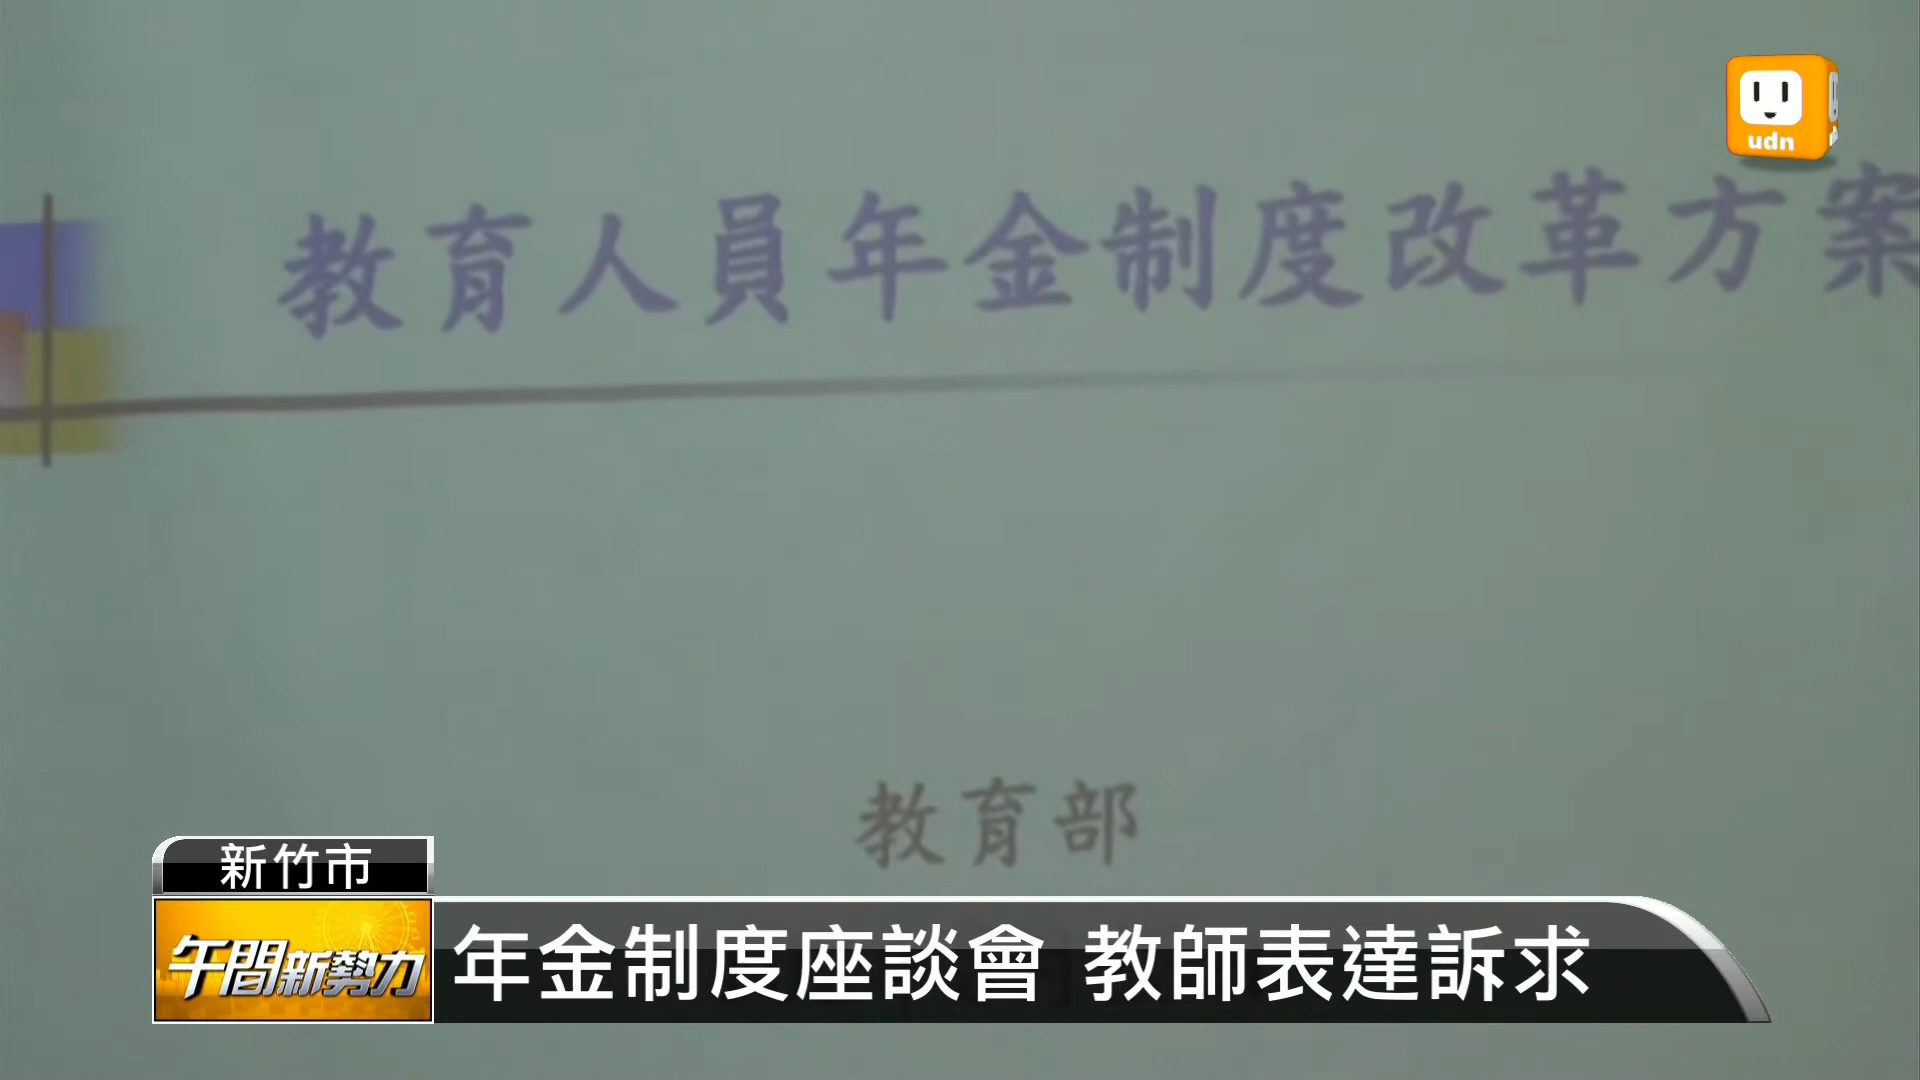 udn
教育人員年金制度改革方案
教育部
新竹市
午間新勢力
年金制度座談會 教師表達訴求